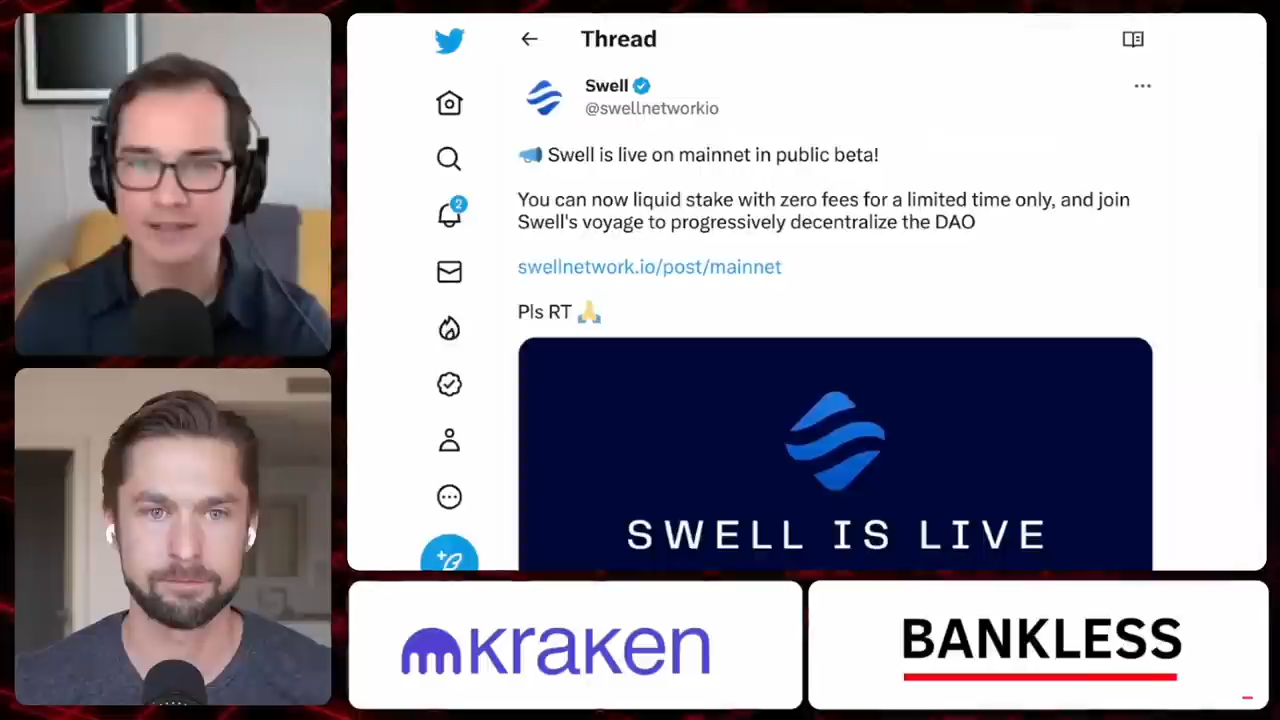 Thread
Swell
@swellnetworkio
📣 Swell is live on mainnet in public beta!
2
You can now liquid stake with zero fees for a limited time only, and join
Swell's voyage to progressively decentralize the DAO
swellnetwork.io/post/mainnet
Pls RT 🙏
SWELL IS LIVE
kraken
BANKLESS